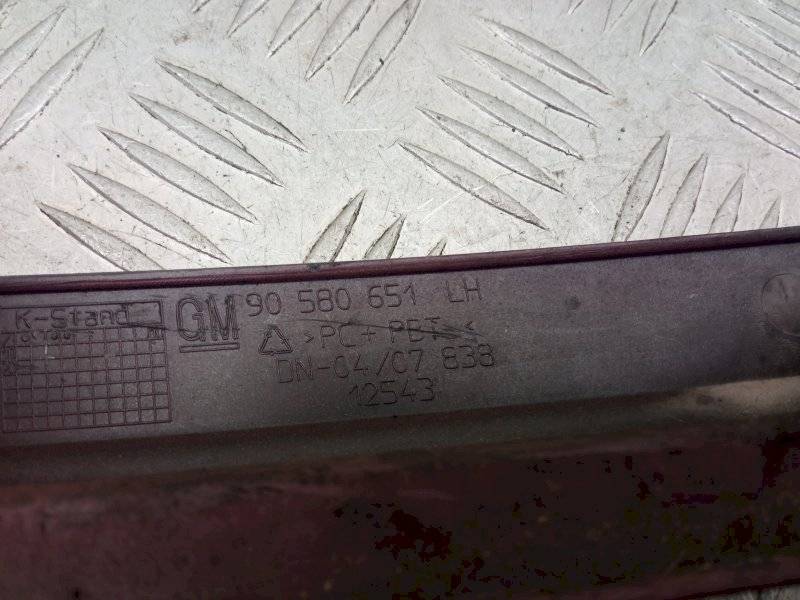 K-Stand
GM 90 580 651 LH
>PC+PBT<
DN-04/07 838
12543